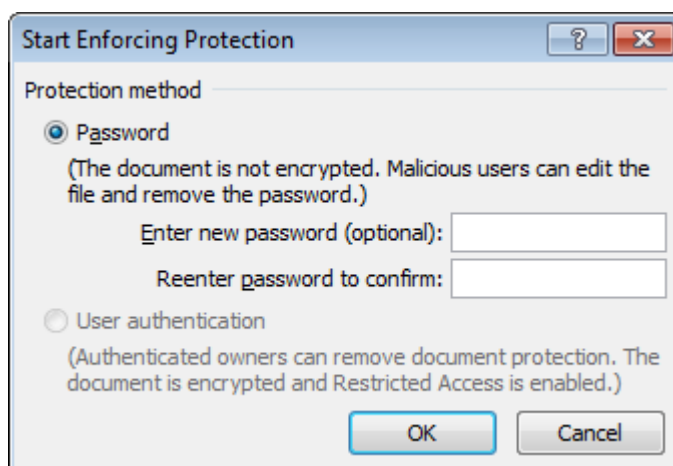 Start Enforcing Protection
Protection method
Password
(The document is not encrypted. Malicious users can edit the
file and remove the password.)
Enter new password (optional):
Reenter password to confirm:
User authentication
(Authenticated owners can remove document protection. The
document is encrypted and Restricted Access is enabled.)
OK Cancel